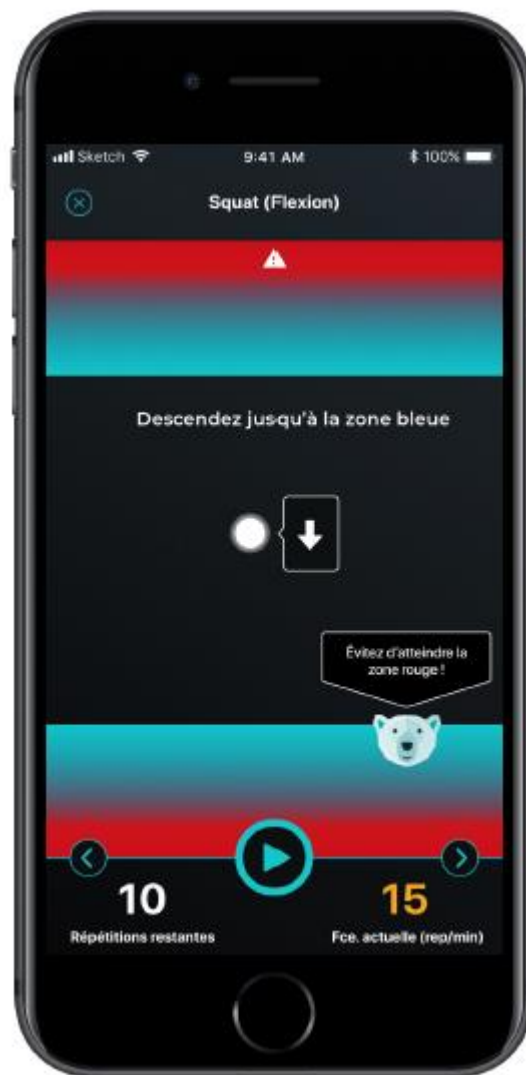 Sketch 9:41 AM 100%
Squat (Flexion)
Descendez jusqu'à la zone bleue
Évitez d'atteindre la
zone rouge !
10 15
Répétitions restantes Fce. actuelle (rep/min)